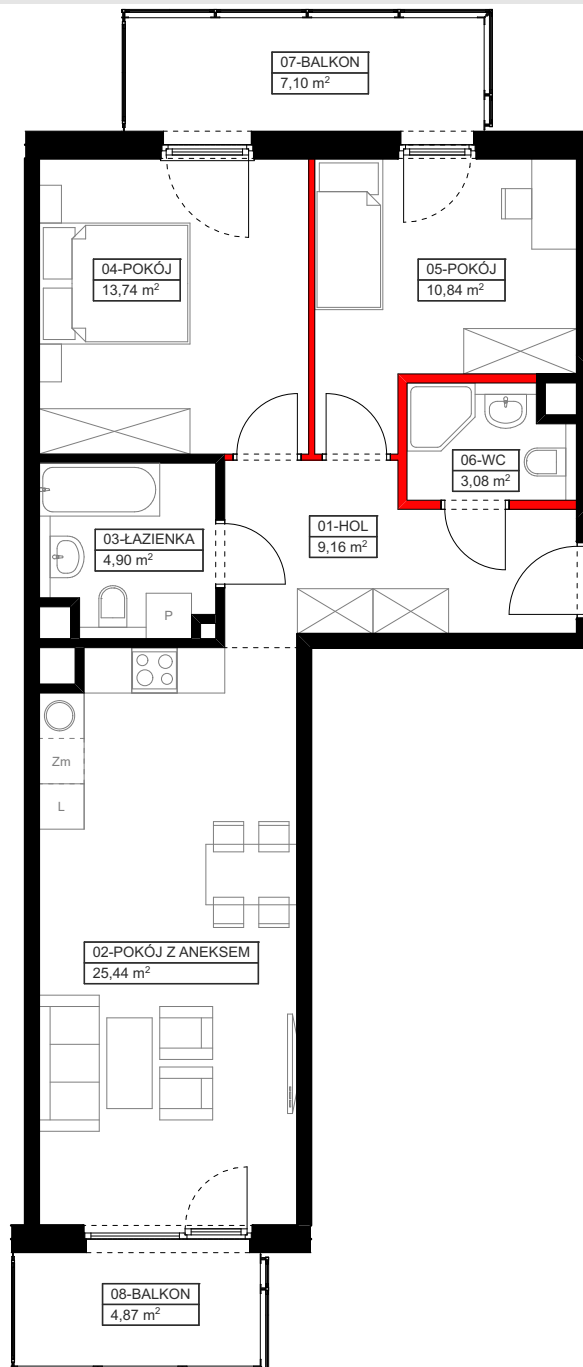 07-BALKON
7,10 m²
04-POKÓJ
13,74 m²
05-POKÓJ
10,84 m²
06-WC
3,08 m²
01-HOL
9,16 m²
03-ŁAZIENKA
4,90 m²
P
Zm
L
02-POKÓJ Z ANEKSEM
25,44 m²
08-BALKON
4,87 m²